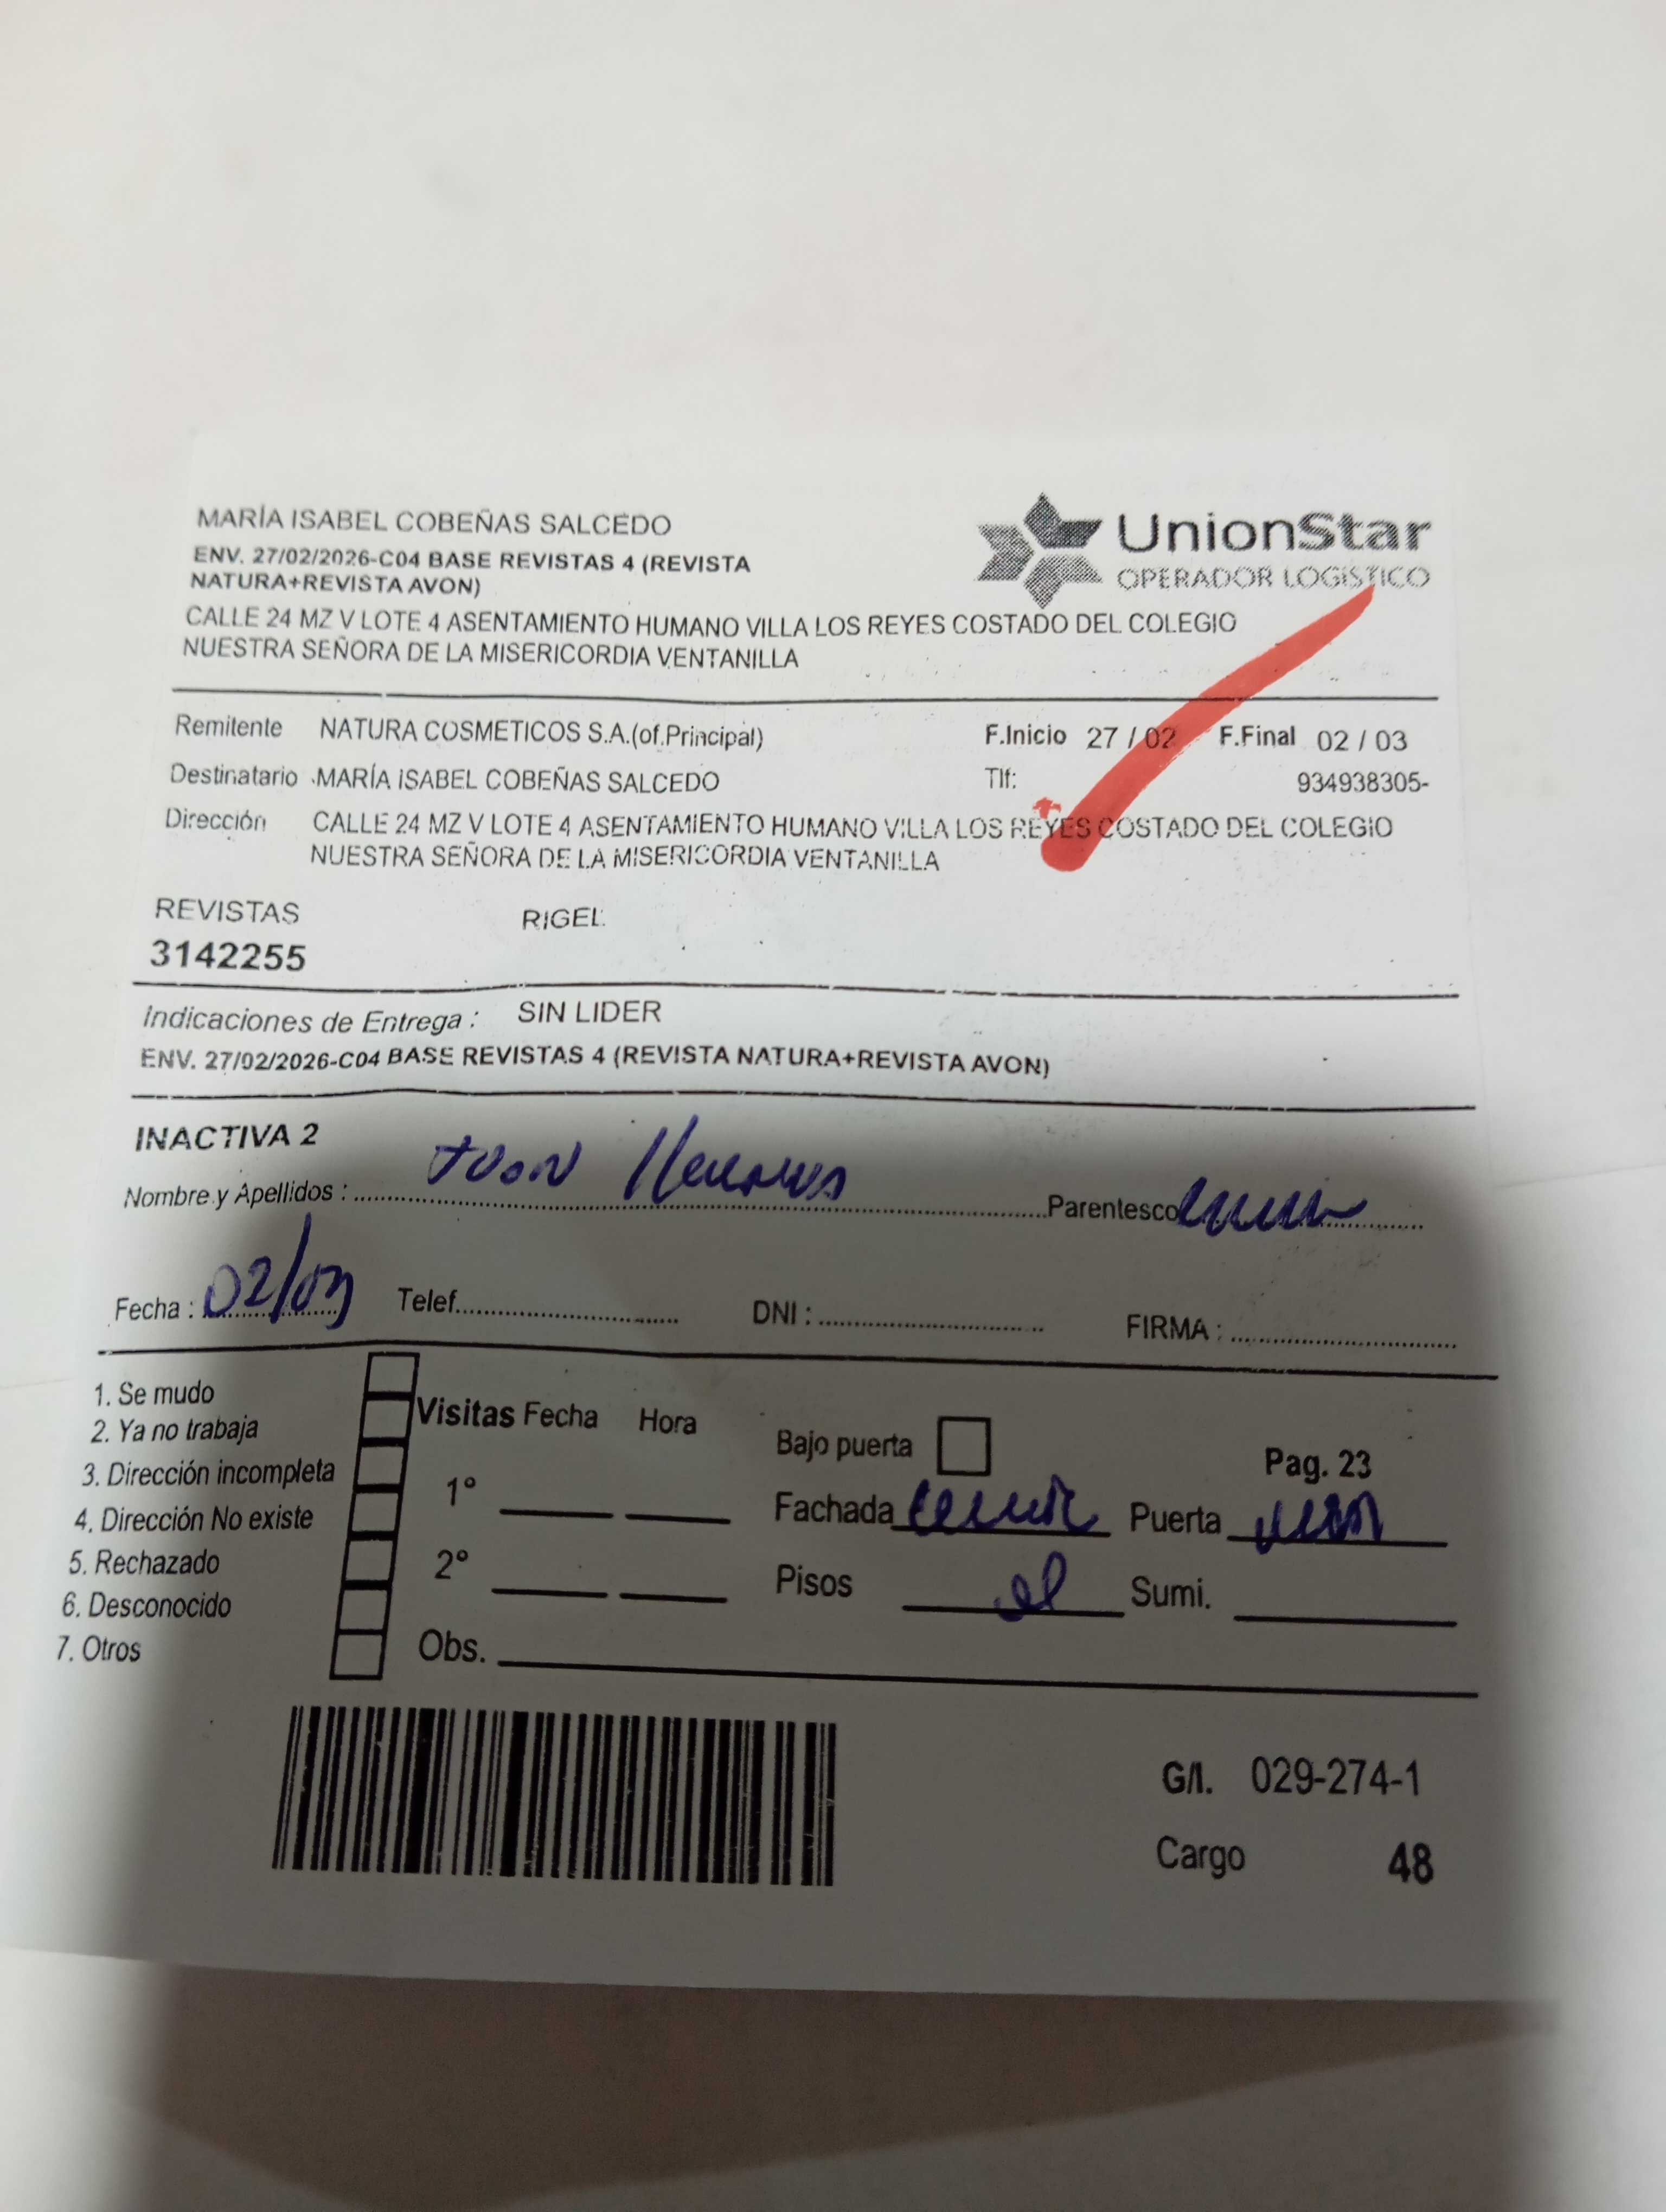 MARÍA ISABEL COBEÑAS SALCEDO
ENV. 27/02/2026-C04 BASE REVISTAS 4 (REVISTA
NATURA+REVISTA AVON)
UnionStar
OPERADOR LOGÍSTICO
CALLE 24 MZ V LOTE 4 ASENTAMIENTO HUMANO VILLA LOS REYES COSTADO DEL COLEGIO
NUESTRA SEÑORA DE LA MISERICORDIA VENTANILLA
Remitente NATURA COSMETICOS S.A.(of.Principal) F.Inicio 27 / 02 F.Final 02 / 03
Destinatario MARÍA ISABEL COBEÑAS SALCEDO Tlf: 934938305-
Dirección CALLE 24 MZ V LOTE 4 ASENTAMIENTO HUMANO VILLA LOS REYES COSTADO DEL COLEGIO
NUESTRA SEÑORA DE LA MISERICORDIA VENTANILLA
REVISTAS RIGEL
3142255
Indicaciones de Entrega : SIN LIDER
ENV. 27/02/2026-C04 BASE REVISTAS 4 (REVISTA NATURA+REVISTA AVON)
INACTIVA 2
Nombre y Apellidos : Parentesco
Fecha : 02/03 Telef. DNI : FIRMA :
1. Se mudo
2. Ya no trabaja
3. Dirección incompleta
4. Dirección No existe
5. Rechazado
6. Desconocido
7. Otros
Visitas Fecha Hora
1°
2°
Obs.
Bajo puerta Pag. 23
Fachada Puerta
Pisos Sumi.
G/I. 029-274-1
Cargo 48